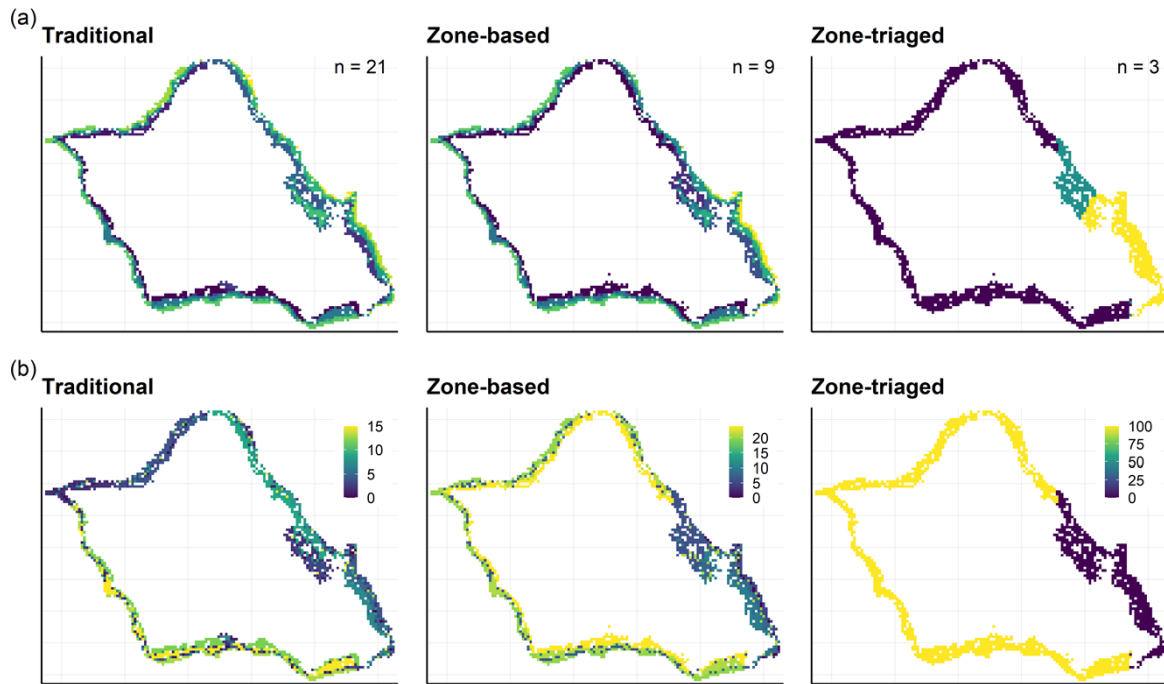 (a)
Traditional
Zone-based
Zone-triaged
n = 21
n = 9
n = 3
(b)
Traditional
Zone-based
Zone-triaged
15
10
5
0
20
15
10
5
0
100
75
50
25
0